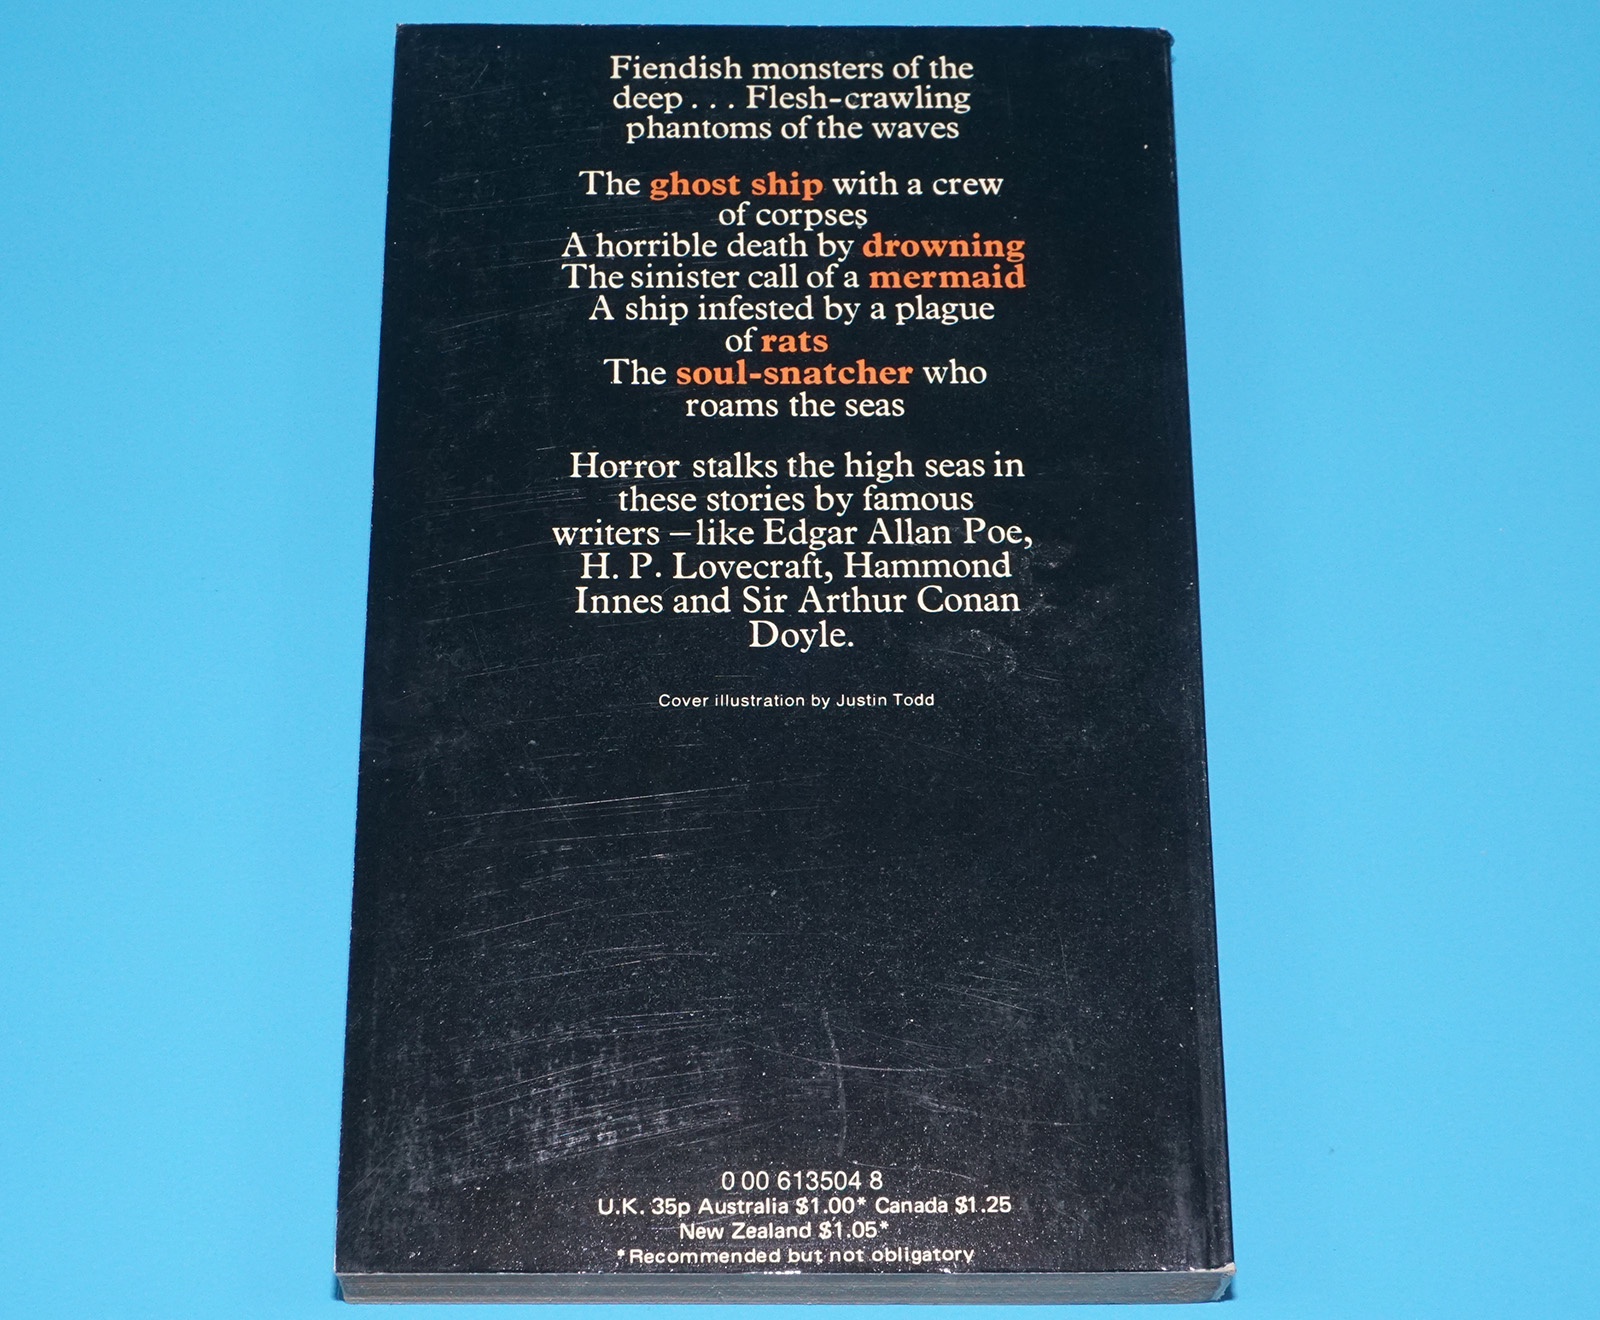 Fiendish monsters of the
deep . . . Flesh-crawling
phantoms of the waves
The ghost ship with a crew
of corpses
A horrible death by drowning
The sinister call of a mermaid
A ship infested by a plague
of rats
The soul-snatcher who
roams the seas
Horror stalks the high seas in
these stories by famous
writers – like Edgar Allan Poe,
H. P. Lovecraft, Hammond
Innes and Sir Arthur Conan
Doyle.
Cover illustration by Justin Todd
0 00 613504 8
U.K. 35p Australia $1.00* Canada $1.25
New Zealand $1.05*
*Recommended but not obligatory